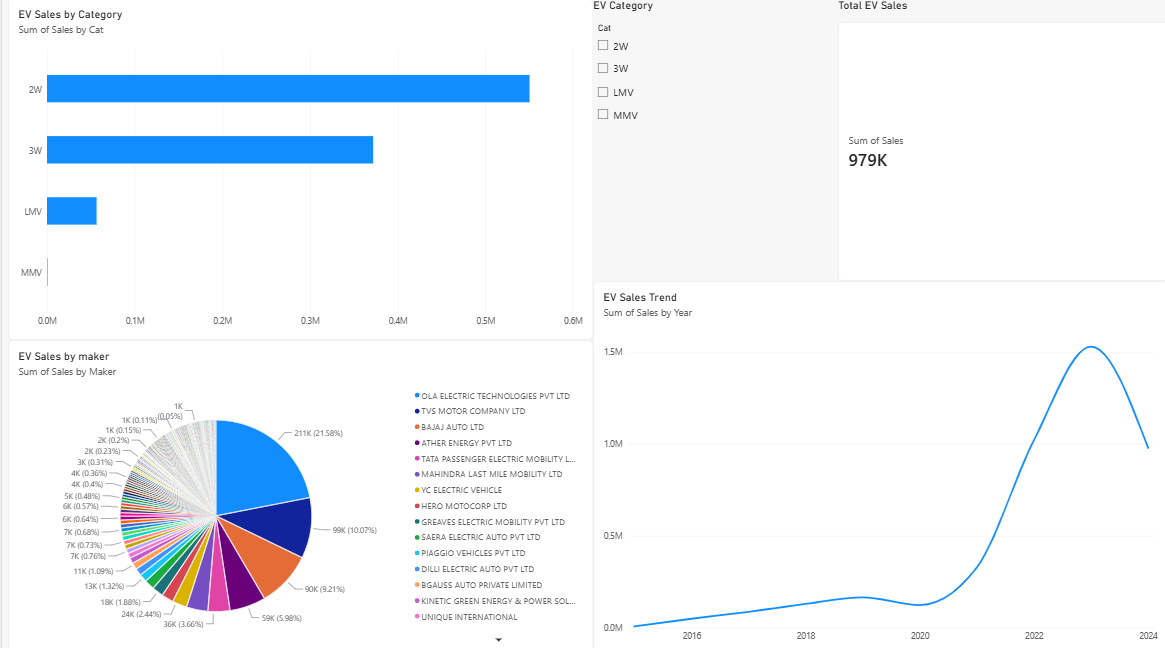 EV Sales by Category
Sum of Sales by Cat
2W
3W
LMV
MMV
0.0M 0.1M 0.2M 0.3M 0.4M 0.5M 0.6M
EV Category
Cat
2W
3W
LMV
MMV
Total EV Sales
Sum of Sales
979K
EV Sales by maker
Sum of Sales by Maker
211K (21.58%)
99K (10.07%)
90K (9.21%)
59K (5.98%)
36K (3.66%)
24K (2.44%)
18K (1.88%)
13K (1.32%)
11K (1.09%)
7K (0.76%)
7K (0.73%)
7K (0.68%)
6K (0.64%)
6K (0.57%)
5K (0.48%)
4K (0.4%)
4K (0.36%)
3K (0.31%)
2K (0.23%)
2K (0.2%)
1K (0.15%)
1K (0.11%)
1K
(0.05%)
OLA ELECTRIC TECHNOLOGIES PVT LTD
TVS MOTOR COMPANY LTD
BAJAJ AUTO LTD
ATHER ENERGY PVT LTD
TATA PASSENGER ELECTRIC MOBILITY L...
MAHINDRA LAST MILE MOBILITY LTD
YC ELECTRIC VEHICLE
HERO MOTOCORP LTD
GREAVES ELECTRIC MOBILITY PVT LTD
SAERA ELECTRIC AUTO PVT LTD
PIAGGIO VEHICLES PVT LTD
DILLI ELECTRIC AUTO PVT LTD
BGAUSS AUTO PRIVATE LIMITED
KINETIC GREEN ENERGY & POWER SOL...
UNIQUE INTERNATIONAL
EV Sales Trend
Sum of Sales by Year
1.5M
1.0M
0.5M
0.0M
2016 2018 2020 2022 2024